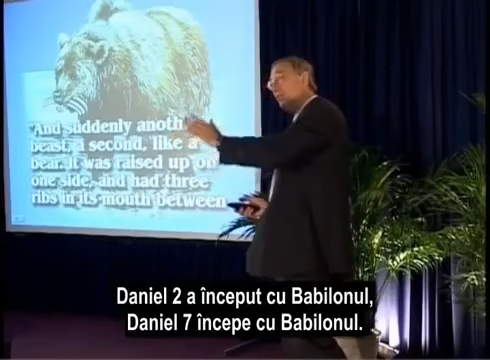 "And suddenly anoth
beast, a second, like a
bear. It was raised up on
one side, and had three
ribs in its mouth between
Daniel 2 a început cu Babilonul,
Daniel 7 începe cu Babilonul.